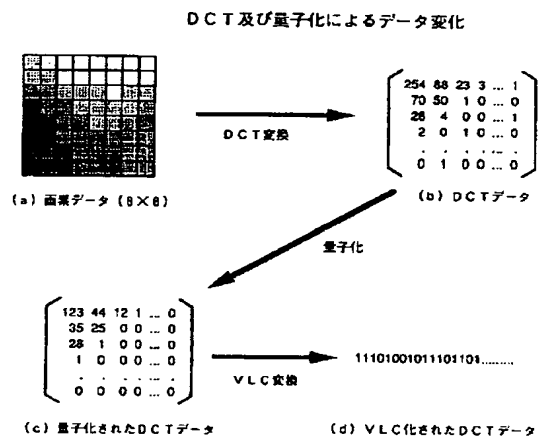 DCT及び量子化によるデータ変化
DCT変換
254 88 23 3 ... 1
70 50 1 0 ... 0
26 4 0 0 ... 1
2 0 1 0 ... 0
. . . . .
0 1 0 0 ... 0
(a) 画素データ (8×8)
(b) DCTデータ
量子化
123 44 12 1 ... 0
35 25 0 0 ... 0
28 1 0 0 ... 0
1 0 0 0 ... 0
. . . . .
0 0 0 0 ... 0
VLC変換
11101001011101101.........
(c) 量子化されたDCTデータ
(d) VLC化されたDCTデータ